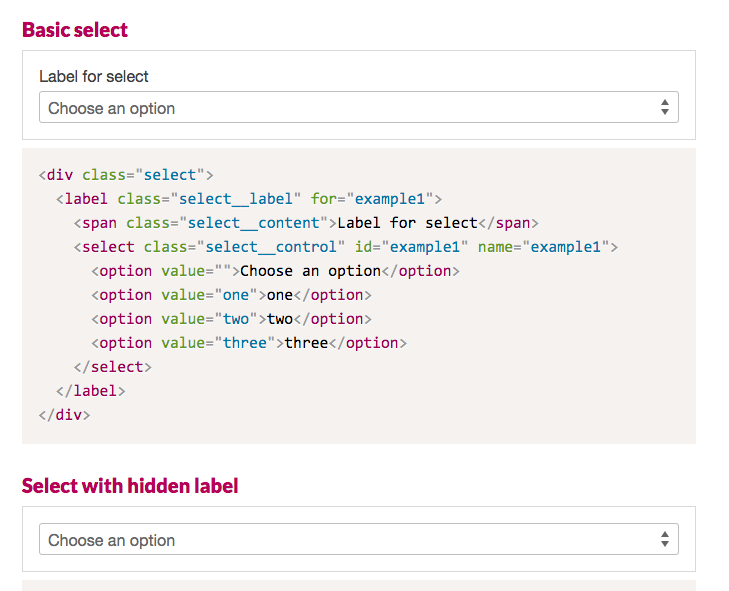 Basic select
Label for select
Choose an option
<div class="select">
  <label class="select__label" for="example1">
    <span class="select__content">Label for select</span>
    <select class="select__control" id="example1" name="example1">
      <option value="">Choose an option</option>
      <option value="one">one</option>
      <option value="two">two</option>
      <option value="three">three</option>
    </select>
  </label>
</div>
Select with hidden label
Choose an option